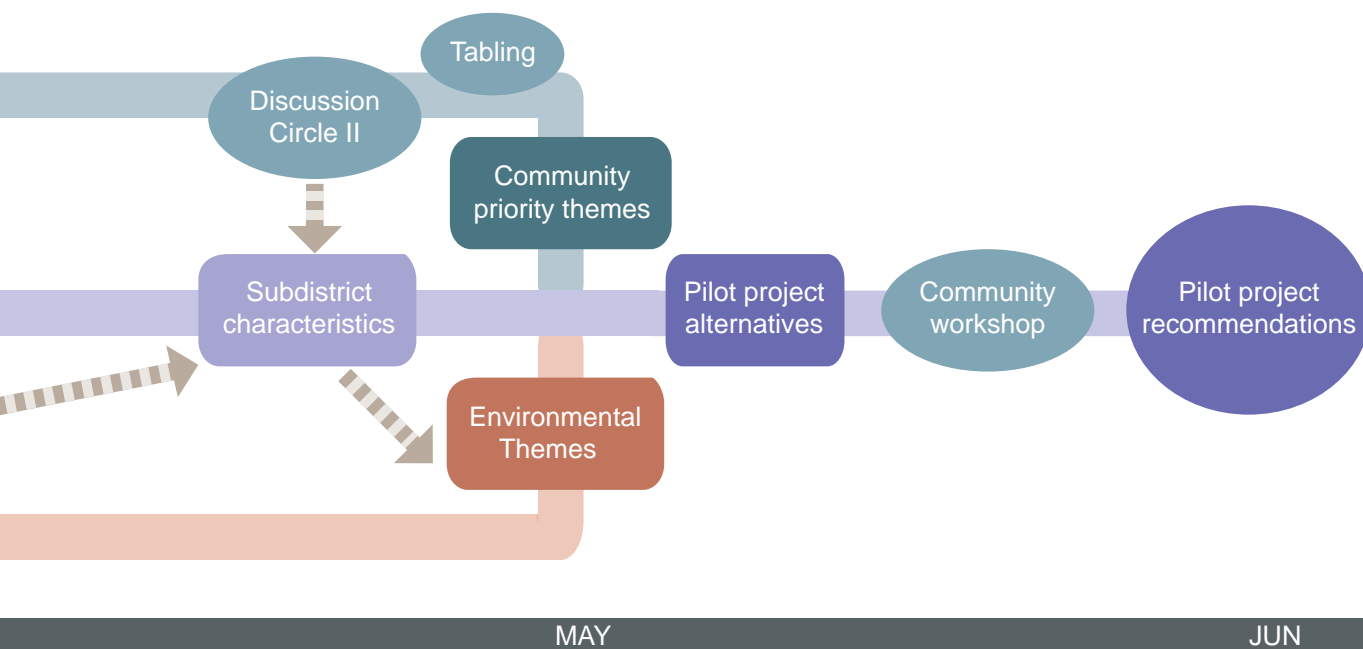 Tabling
Discussion
Circle II
Community
priority themes
Subdistrict
characteristics
Pilot project
alternatives
Community
workshop
Pilot project
recommendations
Environmental
Themes
MAY
JUN